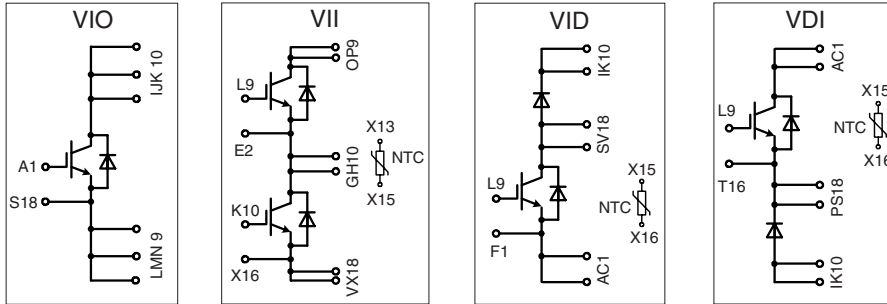 VIO
IJK 10
A1
S18
LMN 9
VII
OP9
L9
E2
X13
NTC
GH10
X15
K10
X16
VX18
VID
IK10
SV18
L9
X15
NTC
X16
F1
AC1
VDI
AC1
L9
X15
NTC
X16
T16
PS18
IK10